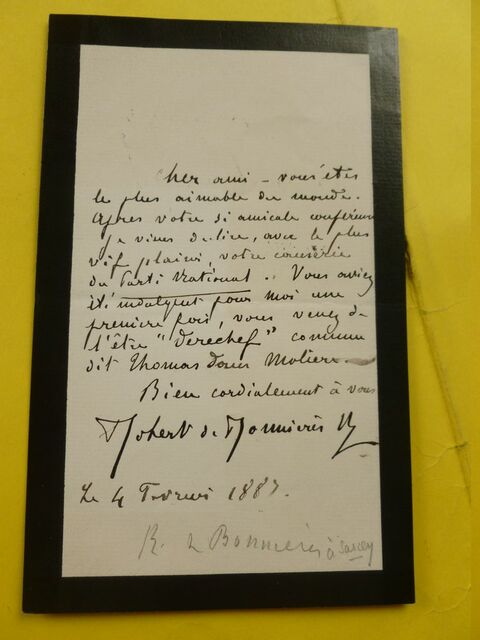 Cher ami – vous êtes
le plus aimable du monde.
Après votre si amicale conférence
je viens de lire, avec le plus
vif plaisir, votre causerie
du Parti National. Vous aviez
été indulgent pour moi une
première fois, vous venez de
l'être "derechef" comme
dit Thomas dans Molière.
Bien cordialement à vous
Robert de Bonnières
Le 4 Février 1887.
R. de Bonnières à Sarcey